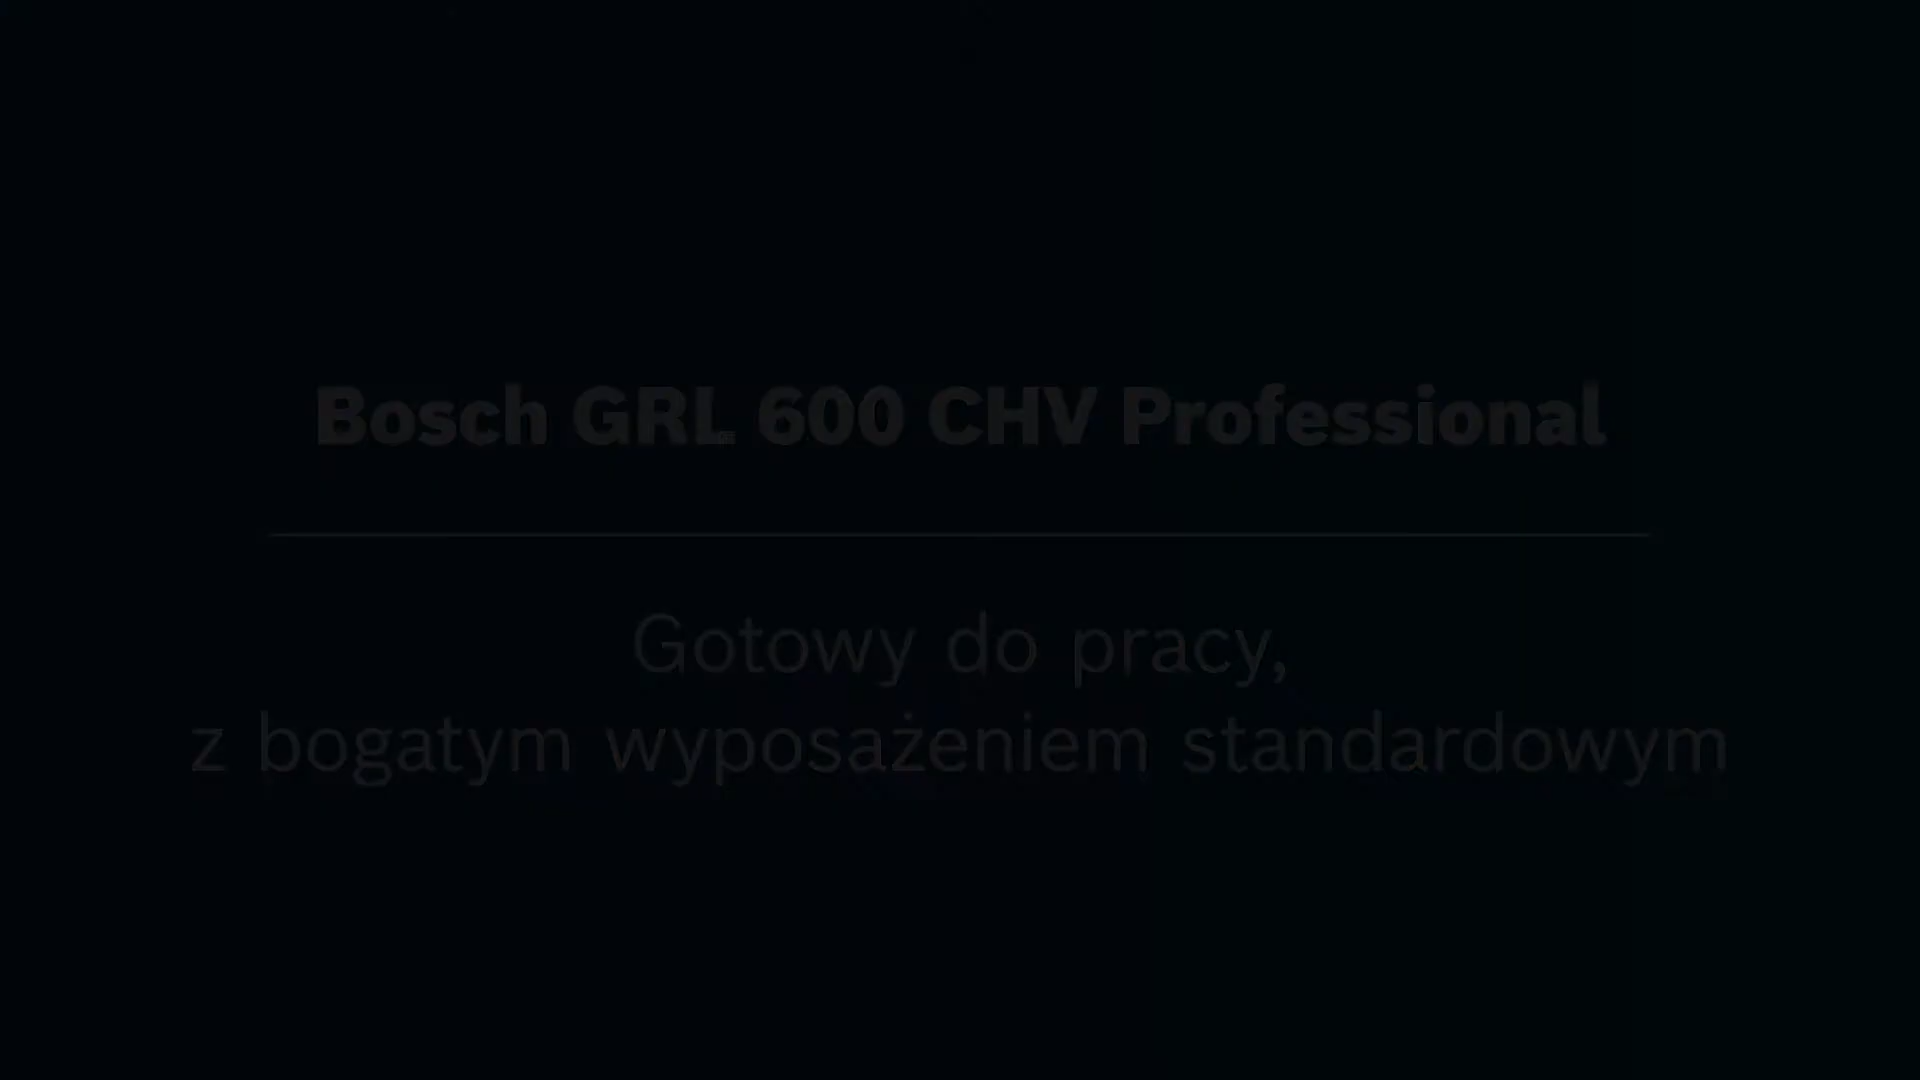 Bosch GRL 600 CHV Professional
Gotowy do pracy,
z bogatym wyposażeniem standardowym